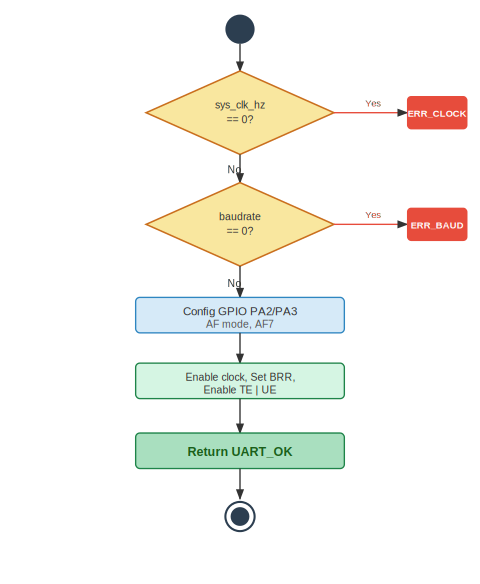 sys_clk_hz
== 0?
Yes
ERR_CLOCK
No
baudrate
== 0?
Yes
ERR_BAUD
No
Config GPIO PA2/PA3
AF mode, AF7
Enable clock, Set BRR,
Enable TE | UE
Return UART_OK